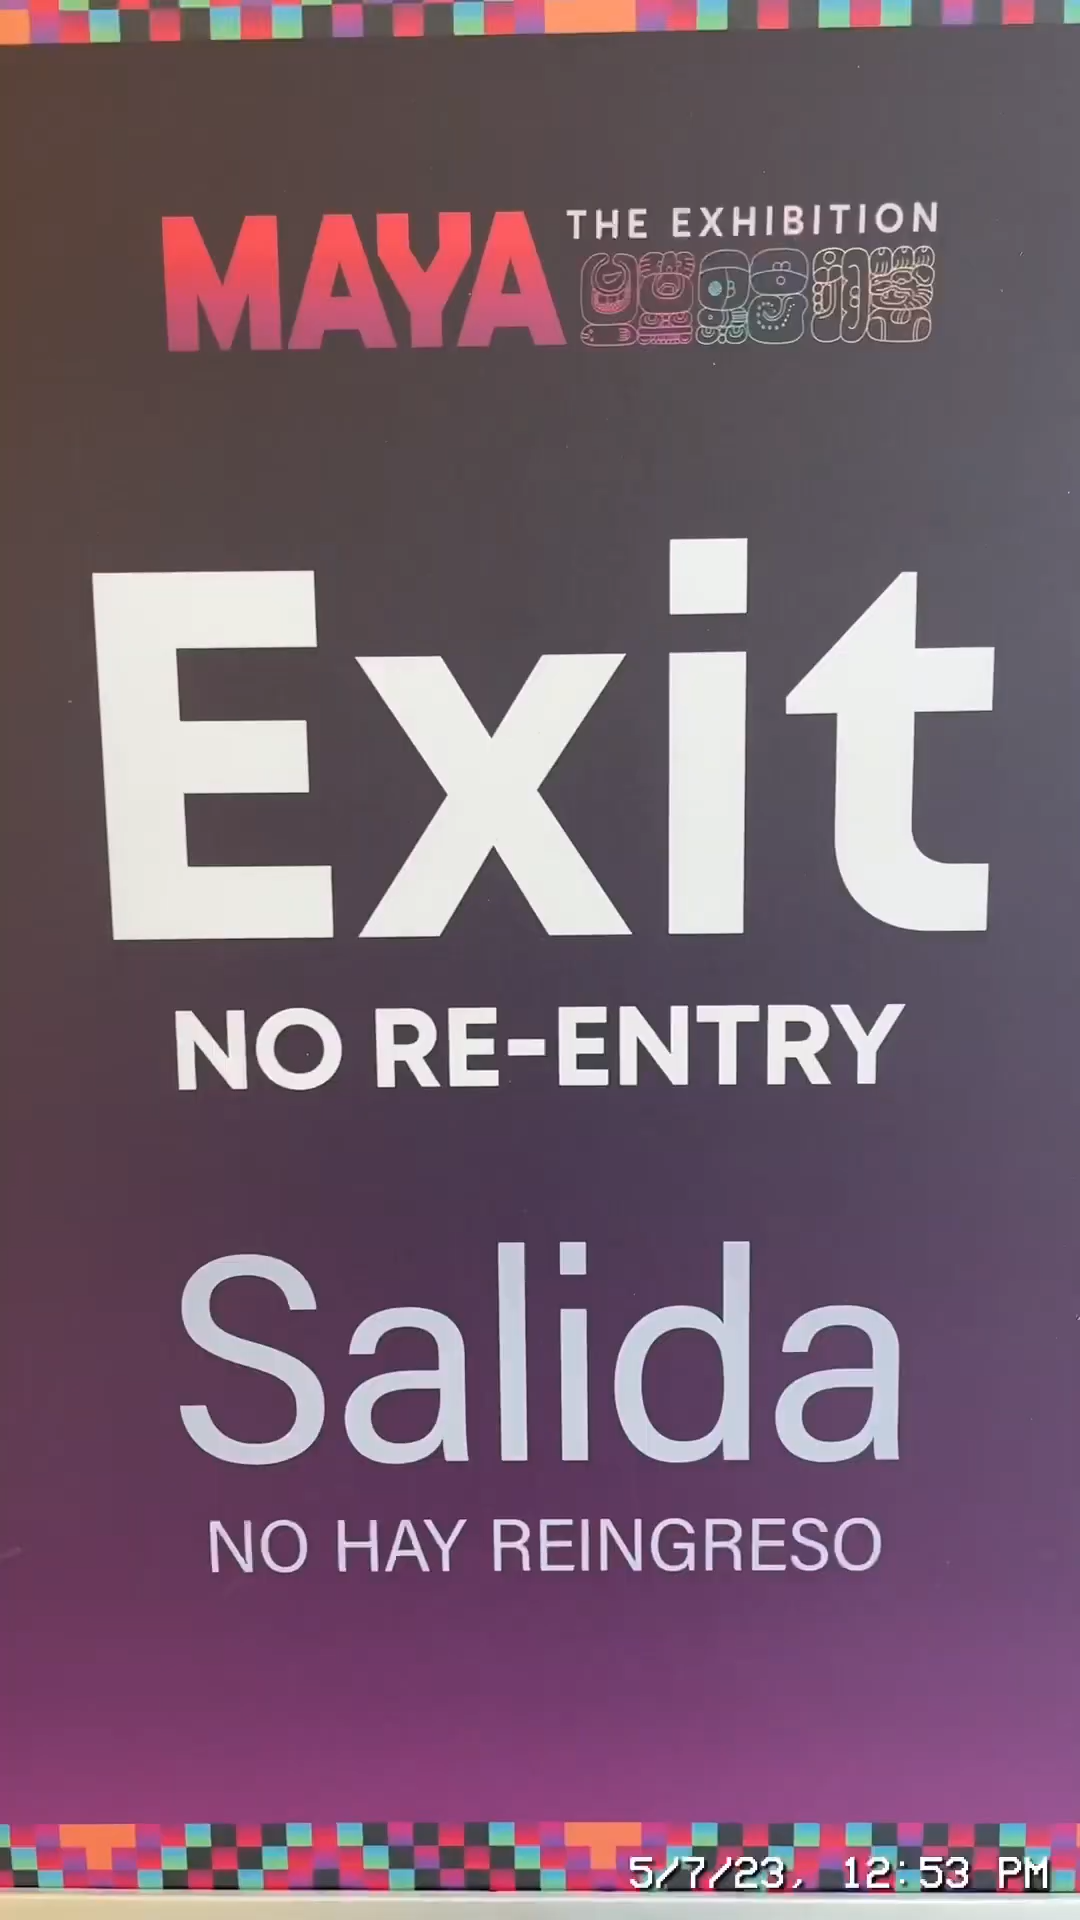 MAYA THE EXHIBITION
Exit
NO RE-ENTRY
Salida
NO HAY REINGRESO
5/7/23, 12:53 PM